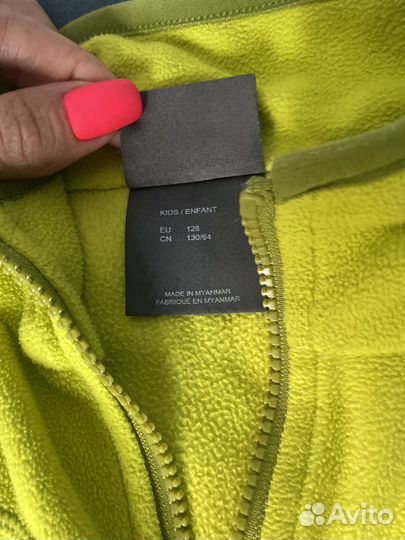 KIDS / ENFANT
EU 128
CN 130/64
MADE IN MYANMAR
FABRIQUÉ EN MYANMAR
Avito